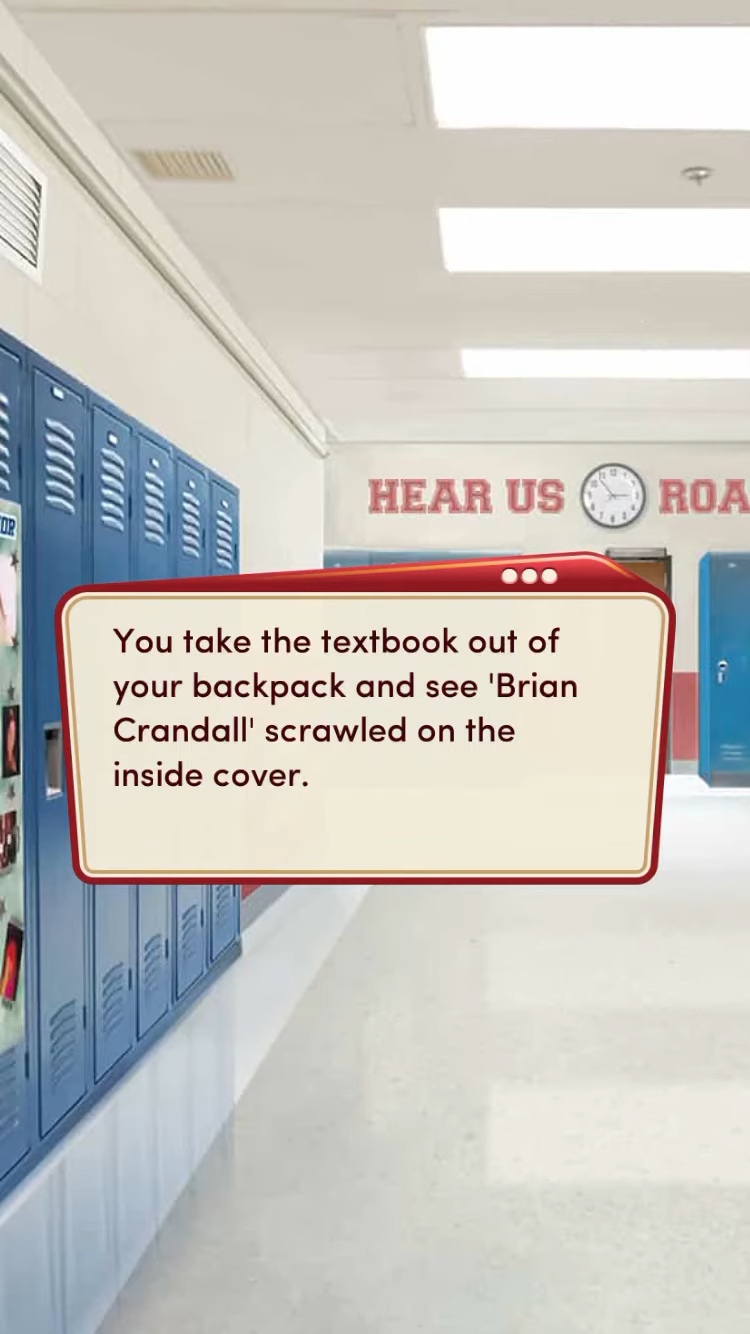 HEAR US ROA
You take the textbook out of
your backpack and see 'Brian
Crandall' scrawled on the
inside cover.